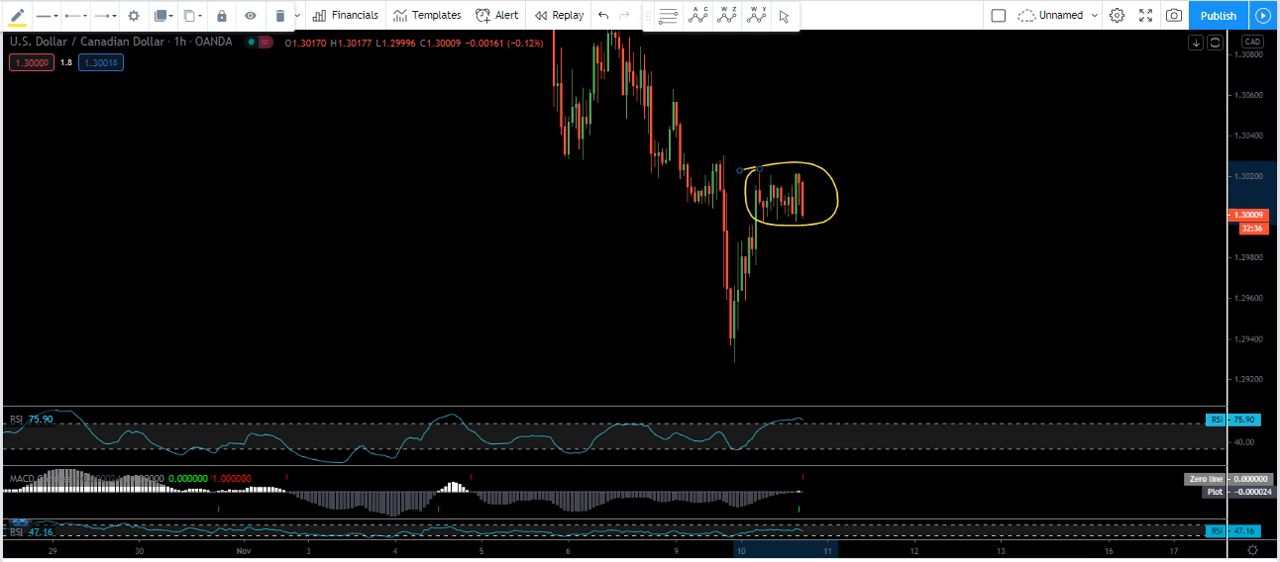 Financials Templates Alert Replay A C W Z W Y Unnamed Publish
U.S. Dollar / Canadian Dollar · 1h · OANDA O1.30170 H1.30177 L1.29996 C1.30009 −0.00161 (−0.12%) CAD
1.30000 1.8 1.30018
1.30800
1.30600
1.30400
1.30200
1.30009
32:36
1.29800
1.29600
1.29400
1.29200
RSI 75.90 RSI 75.90
40.00
MACD 0.000000 0.000000 1.000000 Zero line 0.000000
Plot -0.000024
RSI 47.16 RSI 47.16
29 30 Nov 3 4 5 6 9 10 11 12 13 16 17